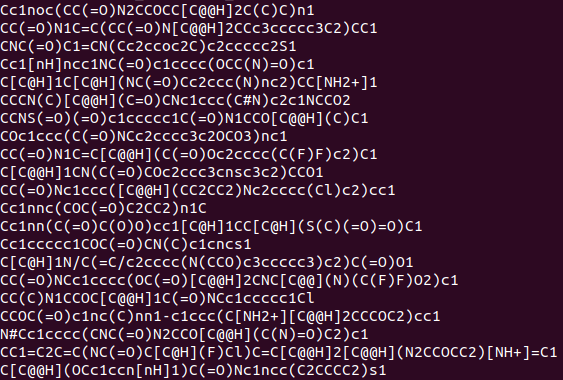 Cc1noc(CC(=O)N2CCOCC[C@@H]2C(C)C)n1
CC(=O)N1C=C(CC(=O)N[C@@H]2CCc3ccccc3C2)CC1
CNC(=O)C1=CN(Cc2ccoc2C)c2ccccc2S1
Cc1[nH]ncc1NC(=O)c1cccc(OCC(N)=O)c1
C[C@H]1C[C@H](NC(=O)Cc2ccc(N)nc2)CC[NH2+]1
CCCN(C)[C@@H](C=O)CNc1ccc(C#N)c2c1NCCO2
CCNS(=O)(=O)c1ccccc1C(=O)N1CCO[C@@H](C)C1
COc1ccc(C(=O)NCc2cccc3c2OCO3)nc1
CC(=O)N1C=C[C@@H](C(=O)Oc2cccc(C(F)F)c2)C1
C[C@@H]1CN(C(=O)COc2ccc3cnsc3c2)CCO1
CC(=O)Nc1ccc([C@@H](CC2CC2)Nc2cccc(Cl)c2)cc1
Cc1nnc(COC(=O)C2CC2)n1C
Cc1nn(C(=O)C(O)O)cc1[C@H]1CC[C@H](S(C)(=O)=O)C1
Cc1ccccc1COC(=O)CN(C)c1cncs1
C[C@H]1N/C(=C/c2cccc(N(CCO)c3ccccc3)c2)C(=O)O1
CC(=O)NCc1cccc(OC(=O)[C@@H]2CNC[C@@](N)(C(F)F)O2)c1
CC(C)N1CCOC[C@@H]1C(=O)NCc1ccccc1Cl
CCOC(=O)c1nc(C)nn1-c1ccc(C[NH2+][C@@H]2CCCOC2)cc1
N#Cc1cccc(CNC(=O)N2CCO[C@@H](C(N)=O)C2)c1
CC1=C2C=C(NC(=O)C[C@H](F)Cl)C=C[C@@H]2[C@@H](N2CCOCC2)[NH+]=C1
C[C@@H](OCc1ccn[nH]1)C(=O)Nc1ncc(C2CCCC2)s1